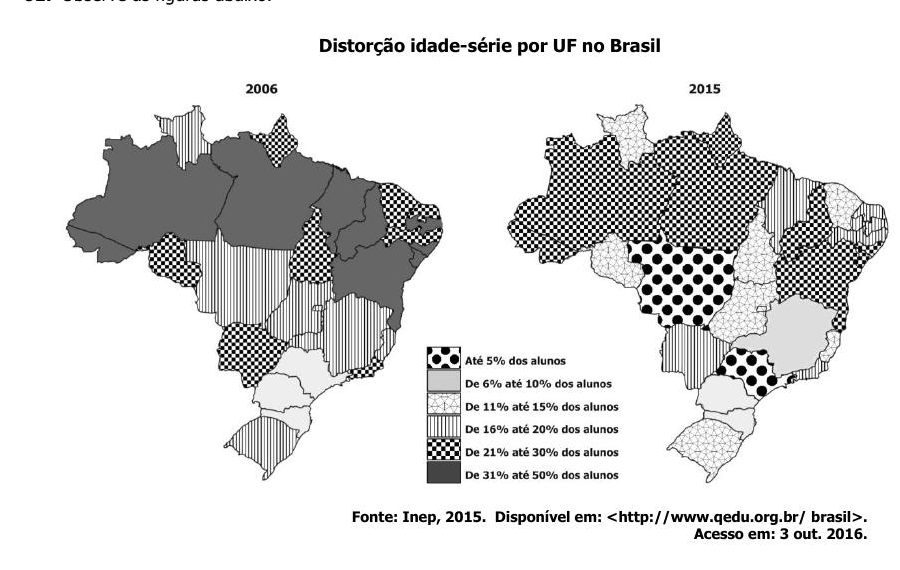 Distorção idade-série por UF no Brasil
2006
2015
Até 5% dos alunos
De 6% até 10% dos alunos
De 11% até 15% dos alunos
De 16% até 20% dos alunos
De 21% até 30% dos alunos
De 31% até 50% dos alunos
Fonte: Inep, 2015. Disponível em: <http://www.qedu.org.br/ brasil>.
Acesso em: 3 out. 2016.